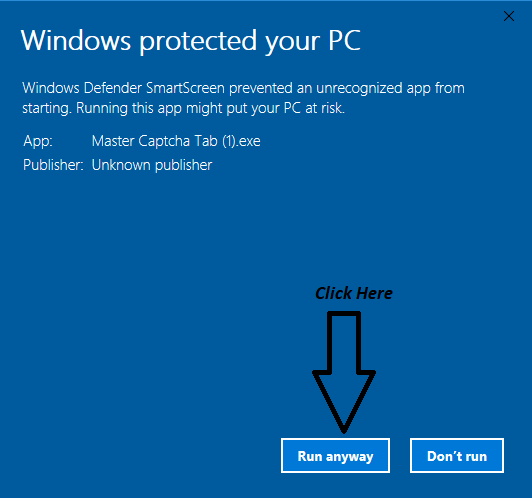 Windows protected your PC
Windows Defender SmartScreen prevented an unrecognized app from
starting. Running this app might put your PC at risk.
App: Master Captcha Tab (1).exe
Publisher: Unknown publisher
Click Here
Run anyway Don't run